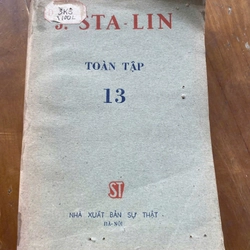 J. STA-LIN
TOÀN TẬP
13
ST
NHÀ XUẤT BẢN SỰ THẬT
HÀ-NỘI